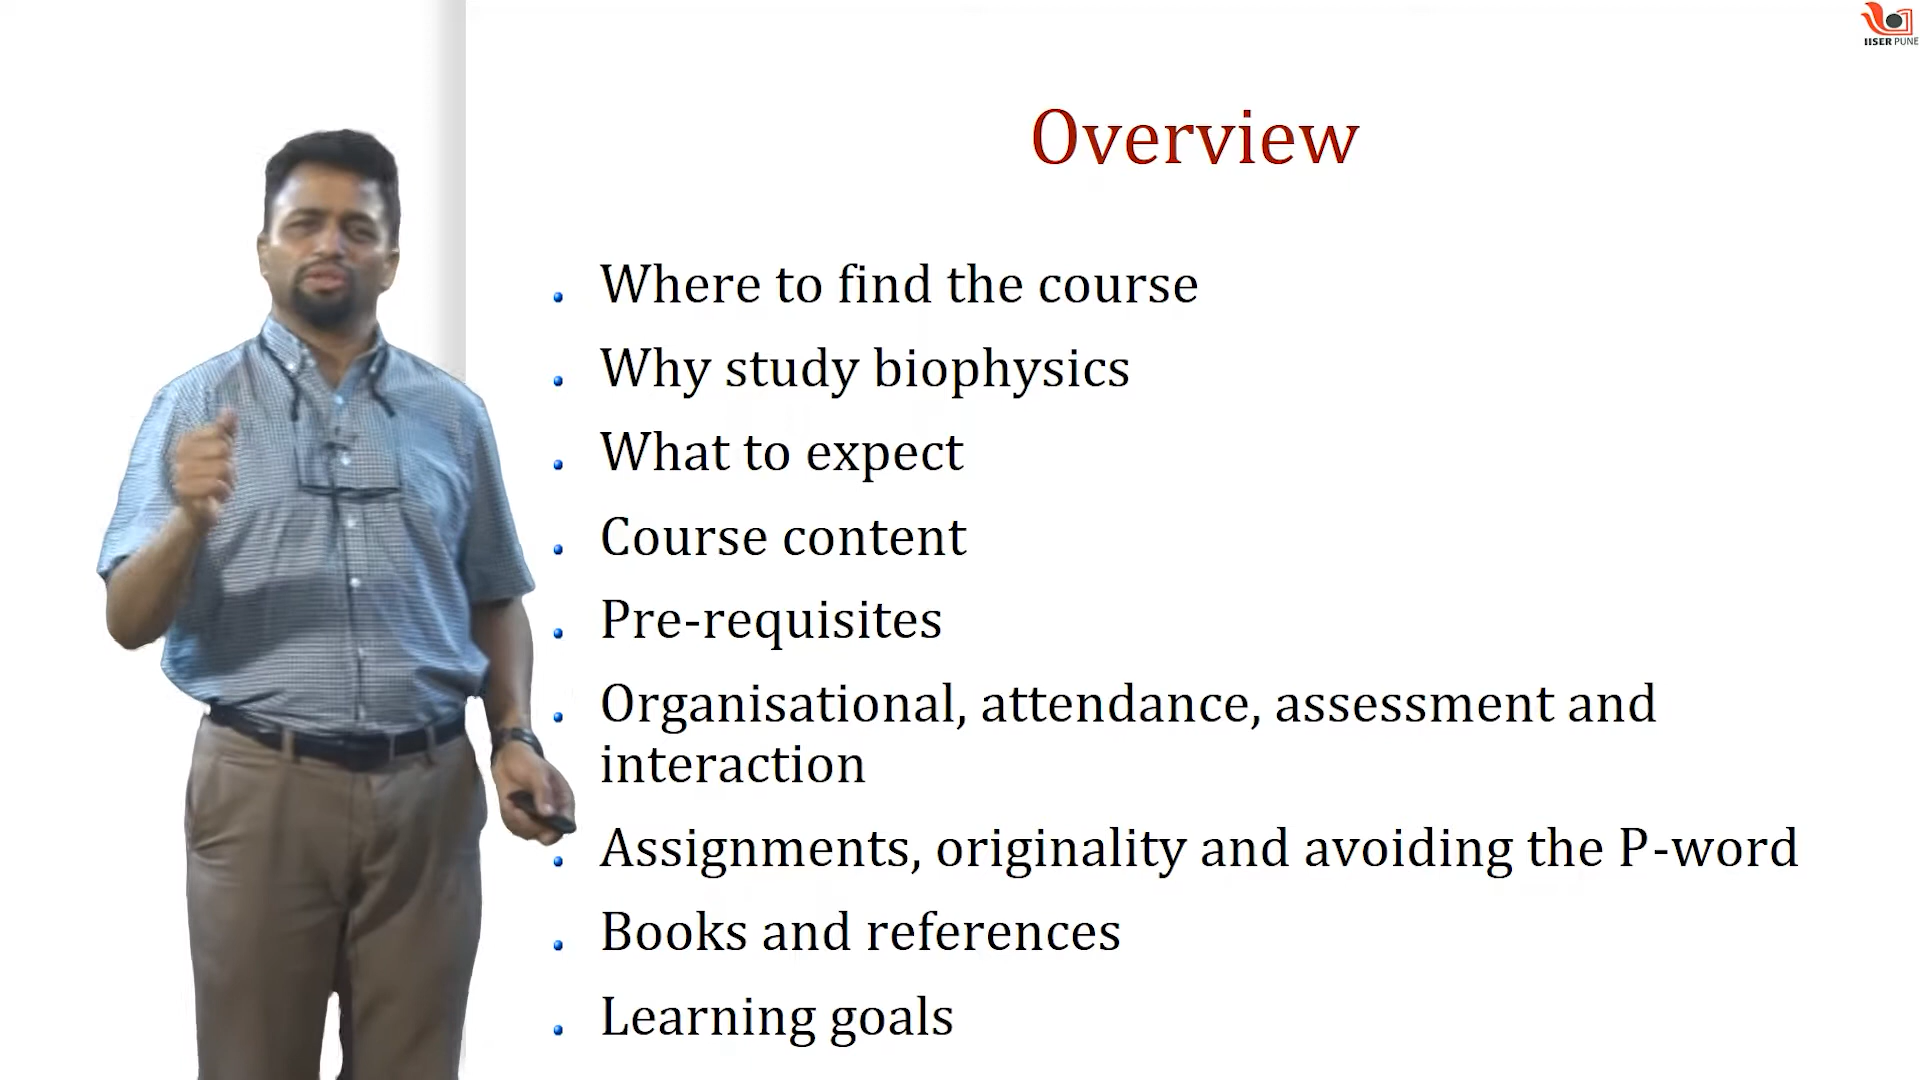 IISER PUNE
Overview
Where to find the course
Why study biophysics
What to expect
Course content
Pre-requisites
Organisational, attendance, assessment and
interaction
Assignments, originality and avoiding the P-word
Books and references
Learning goals